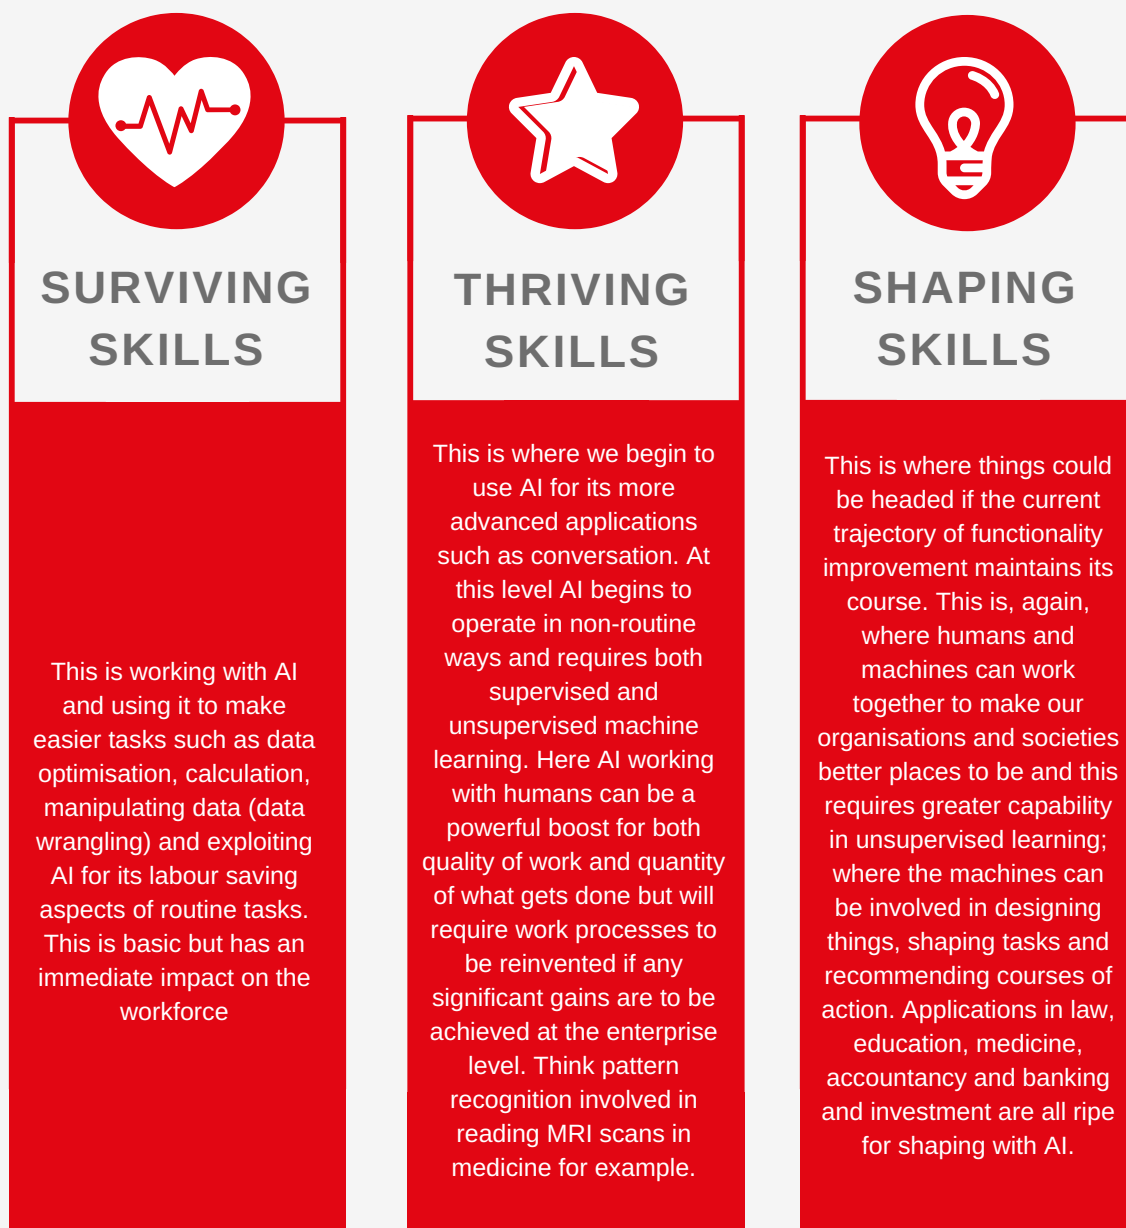 SURVIVING
SKILLS
This is working with AI
and using it to make
easier tasks such as data
optimisation, calculation,
manipulating data (data
wrangling) and exploiting
AI for its labour saving
aspects of routine tasks.
This is basic but has an
immediate impact on the
workforce
THRIVING
SKILLS
This is where we begin to
use AI for its more
advanced applications
such as conversation. At
this level AI begins to
operate in non-routine
ways and requires both
supervised and
unsupervised machine
learning. Here AI working
with humans can be a
powerful boost for both
quality of work and quantity
of what gets done but will
require work processes to
be reinvented if any
significant gains are to be
achieved at the enterprise
level. Think pattern
recognition involved in
reading MRI scans in
medicine for example.
SHAPING
SKILLS
This is where things could
be headed if the current
trajectory of functionality
improvement maintains its
course. This is, again,
where humans and
machines can work
together to make our
organisations and societies
better places to be and this
requires greater capability
in unsupervised learning;
where the machines can
be involved in designing
things, shaping tasks and
recommending courses of
action. Applications in law,
education, medicine,
accountancy and banking
and investment are all ripe
for shaping with AI.